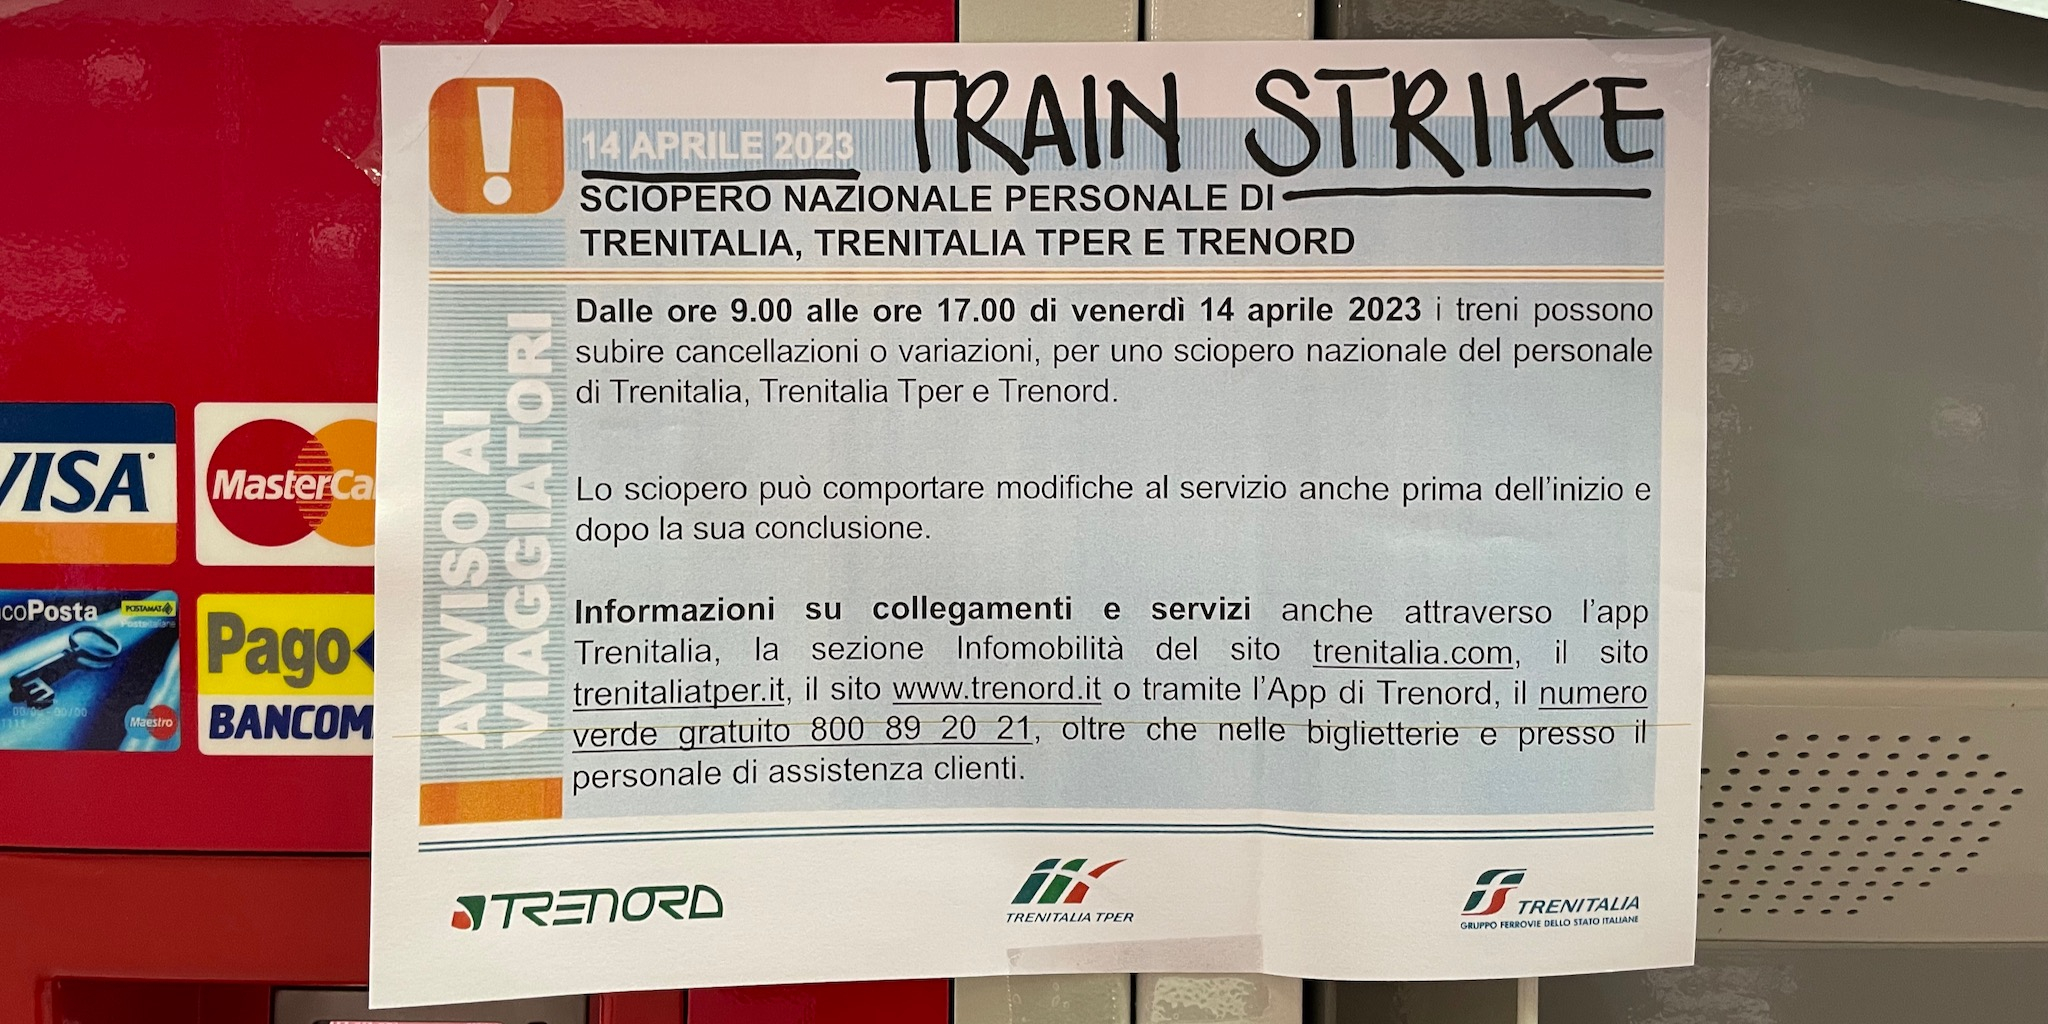 TRAIN STRIKE
14 APRILE 2023
SCIOPERO NAZIONALE PERSONALE DI
TRENITALIA, TRENITALIA TPER E TRENORD
AVVISO AI
VIAGGIATORI
Dalle ore 9.00 alle ore 17.00 di venerdì 14 aprile 2023 i treni possono
subire cancellazioni o variazioni, per uno sciopero nazionale del personale
di Trenitalia, Trenitalia Tper e Trenord.
Lo sciopero può comportare modifiche al servizio anche prima dell'inizio e
dopo la sua conclusione.
Informazioni su collegamenti e servizi anche attraverso l'app
Trenitalia, la sezione Infomobilità del sito trenitalia.com, il sito
trenitaliatper.it, il sito www.trenord.it o tramite l'App di Trenord, il numero
verde gratuito 800 89 20 21, oltre che nelle biglietterie e presso il
personale di assistenza clienti.
TRENORD
TRENITALIA TPER
TRENITALIA
GRUPPO FERROVIE DELLO STATO ITALIANE
VISA
MasterCa
coPosta
POSTAMAT
Posteitaliane
Maestro
Pago
BANCOM